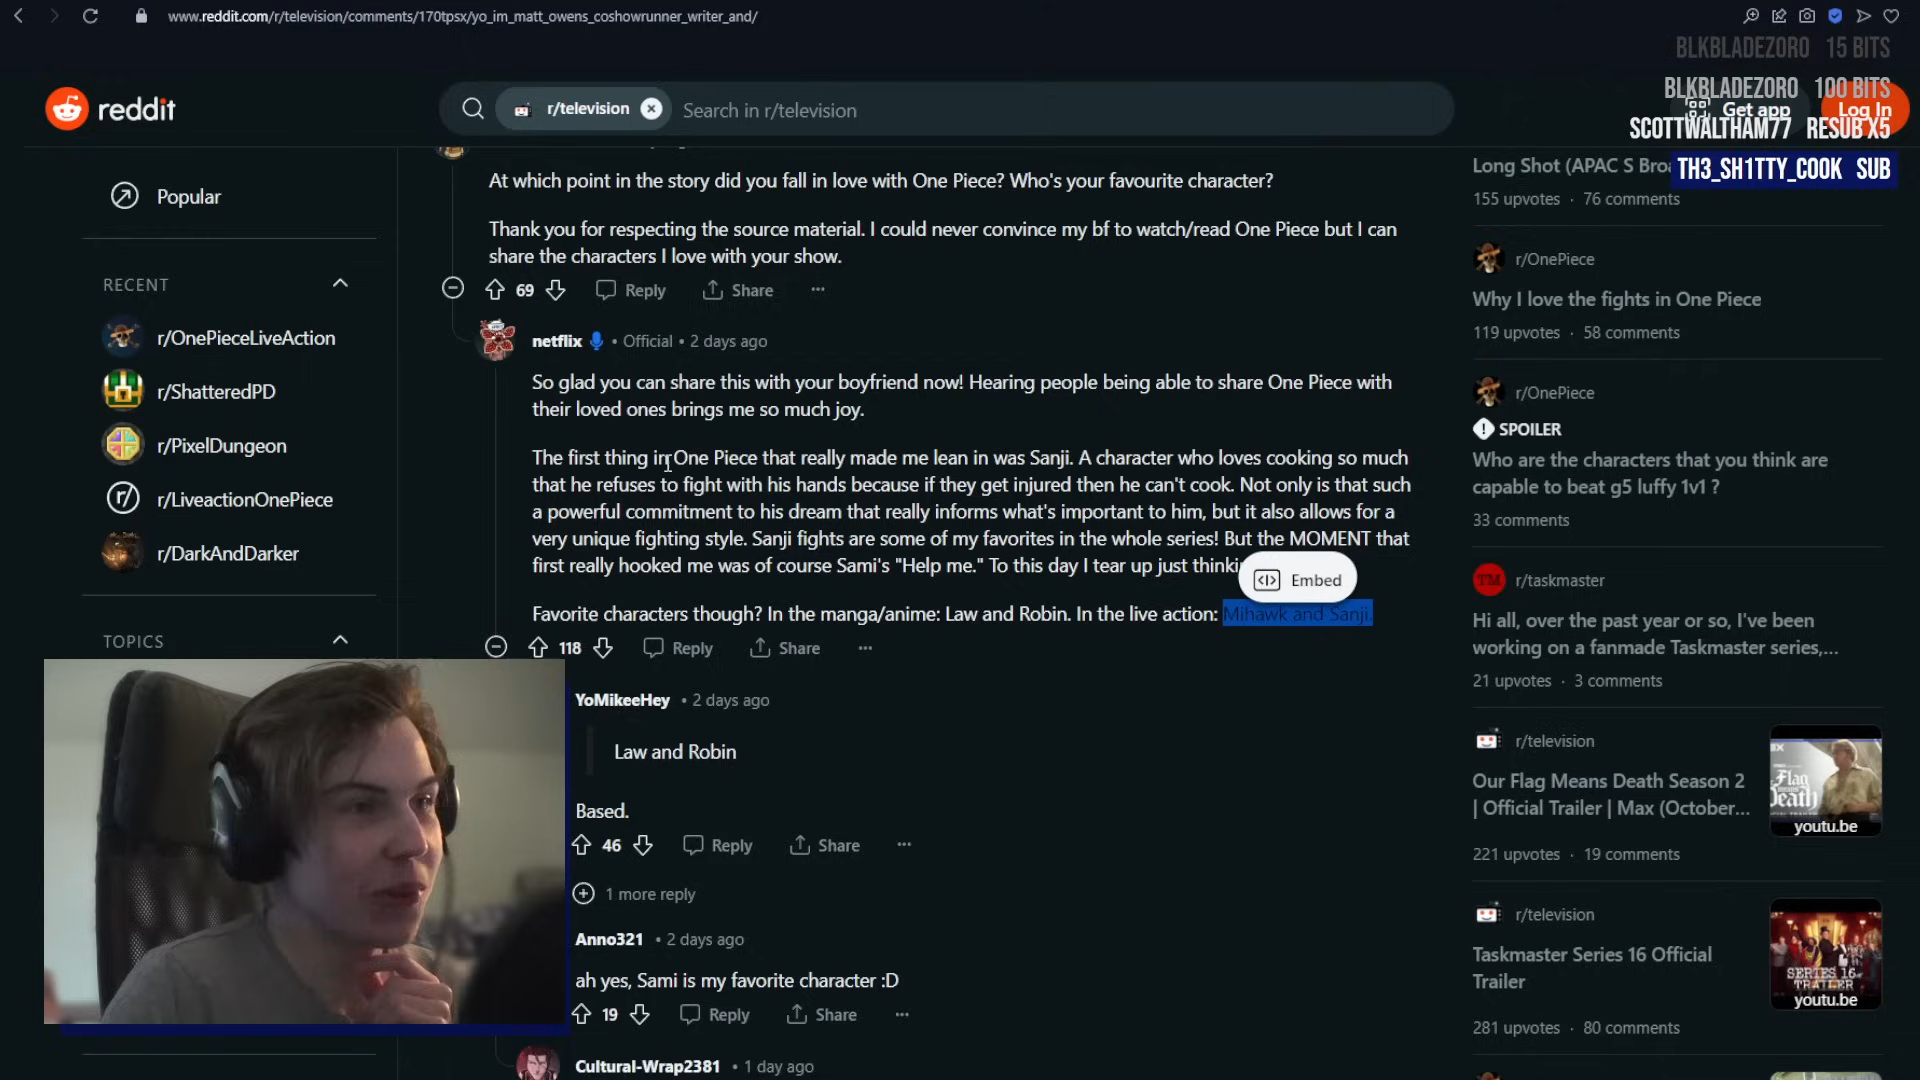 www.reddit.com/r/television/comments/170tpsx/yo_im_matt_owens_coshowrunner_writer_and/
BLKBLADEZORO 15 BITS
BLKBLADEZORO 100 BITS
SCOTTWALTHAM77 RESUB X5
TH3_SH1TTY_COOK SUB
reddit
r/television
Search in r/television
Get app
Log In
Popular
RECENT
r/OnePieceLiveAction
r/ShatteredPD
r/PixelDungeon
r/LiveactionOnePiece
r/DarkAndDarker
TOPICS
At which point in the story did you fall in love with One Piece? Who's your favourite character?
Thank you for respecting the source material. I could never convince my bf to watch/read One Piece but I can
share the characters I love with your show.
69 Reply Share
netflix • Official • 2 days ago
So glad you can share this with your boyfriend now! Hearing people being able to share One Piece with
their loved ones brings me so much joy.
The first thing in One Piece that really made me lean in was Sanji. A character who loves cooking so much
that he refuses to fight with his hands because if they get injured then he can't cook. Not only is that such
a powerful commitment to his dream that really informs what's important to him, but it also allows for a
very unique fighting style. Sanji fights are some of my favorites in the whole series! But the MOMENT that
first really hooked me was of course Sami's "Help me." To this day I tear up just thinki
Embed
Favorite characters though? In the manga/anime: Law and Robin. In the live action: Mihawk and Sanji.
118 Reply Share
YoMikeeHey • 2 days ago
Law and Robin
Based.
46 Reply Share
1 more reply
Anno321 • 2 days ago
ah yes, Sami is my favorite character :D
19 Reply Share
Cultural-Wrap2381 • 1 day ago
Long Shot (APAC S Bro
155 upvotes · 76 comments
r/OnePiece
Why I love the fights in One Piece
119 upvotes · 58 comments
r/OnePiece
SPOILER
Who are the characters that you think are
capable to beat g5 luffy 1v1 ?
33 comments
TM r/taskmaster
Hi all, over the past year or so, I've been
working on a fanmade Taskmaster series,...
21 upvotes · 3 comments
r/television
Our Flag Means Death Season 2
| Official Trailer | Max (October...
221 upvotes · 19 comments
Flag
Death
youtu.be
r/television
Taskmaster Series 16 Official
Trailer
281 upvotes · 80 comments
SERIES 16
TRAILER
youtu.be